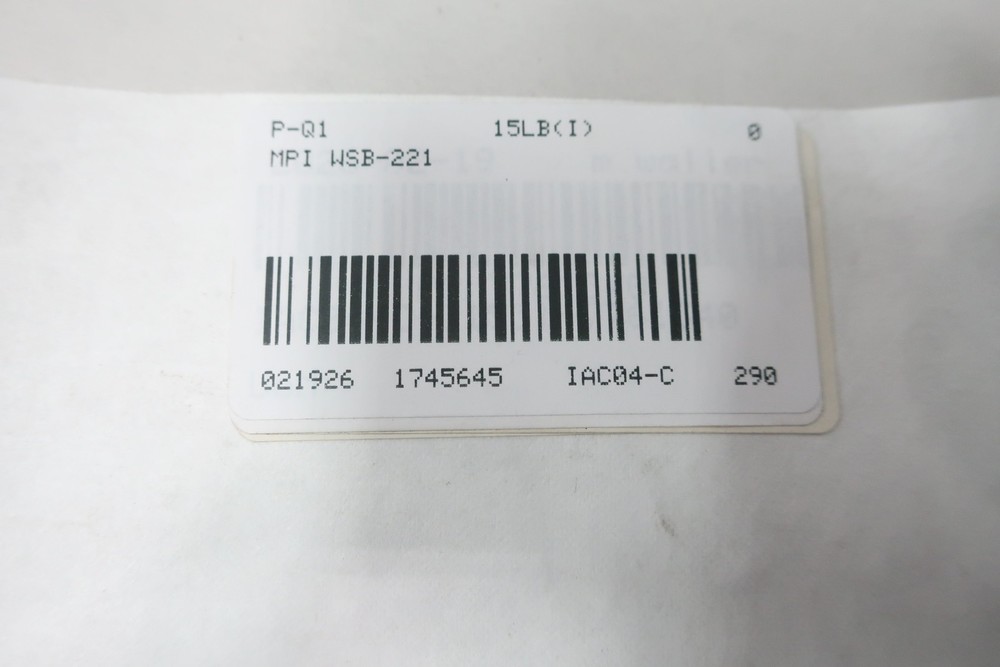 P-Q1 15LB(I) 0
MPI WSB-221
021926 1745645 IAC04-C 290